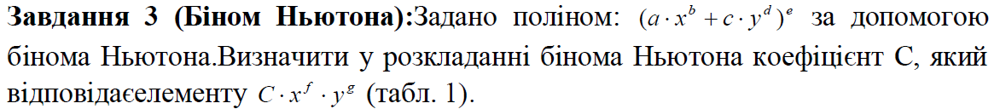 Завдання 3 (Біном Ньютона):Задано поліном: $(a \cdot x^b + c \cdot y^d)^e$ за допомогою
бінома Ньютона.Визначити у розкладанні бінома Ньютона коефіцієнт С, який
відповідаєелементу $C \cdot x^f \cdot y^g$ (табл. 1).